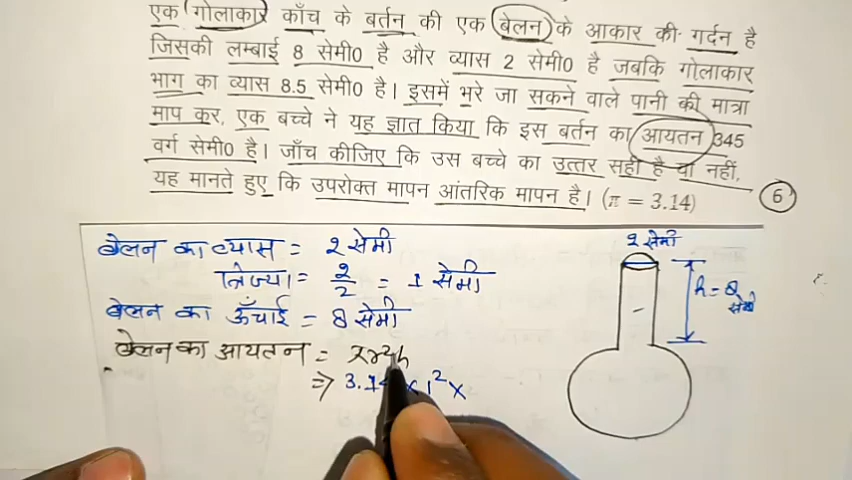 एक गोलाकार काँच के बर्तन की एक बेलन के आकार की गर्दन है
जिसकी लम्बाई 8 सेमी0 है और व्यास 2 सेमी0 है जबकि गोलाकार
भाग का व्यास 8.5 सेमी0 है। इसमें भरे जा सकने वाले पानी की मात्रा
माप कर, एक बच्चे ने यह ज्ञात किया कि इस बर्तन का आयतन 345
वर्ग सेमी0 है। जाँच कीजिए कि उस बच्चे का उत्तर सही है या नहीं,
यह मानते हुए कि उपरोक्त मापन आंतरिक मापन है। (π = 3.14)
6
बेलन का व्यास = 2 सेमी
त्रिज्या = 2/2 = 1 सेमी
बेलन का ऊँचाई = 8 सेमी
बेलन का आयतन = πr²h
⇒ 3.14 × 1² ×
2 सेमी
h = 8
सेमी